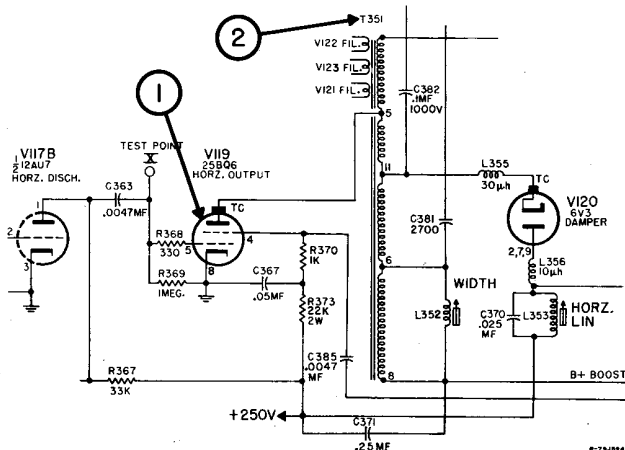 2
T351
V122 FIL.
V123 FIL.
V121 FIL.
C382
.1MF
1000V
1
5
V117B
1/2 12AU7
HORZ. DISCH.
TEST POINT
X
V119
25BQ6
HORZ. OUTPUT
C363
.0047MF
TC
11
L355
30μh
TC
V120
6V3
DAMPER
1
2
3
R368
330
5
4
8
R370
1K
C381
2700
2,7,9
L356
10μh
R369
1MEG.
C367
.05MF
R373
22K
2W
6
WIDTH
L352
C370
.025
MF
L353
HORZ.
LIN
C385
.0047
MF
8
R367
33K
B+ BOOST
+250V
C371
.25MF